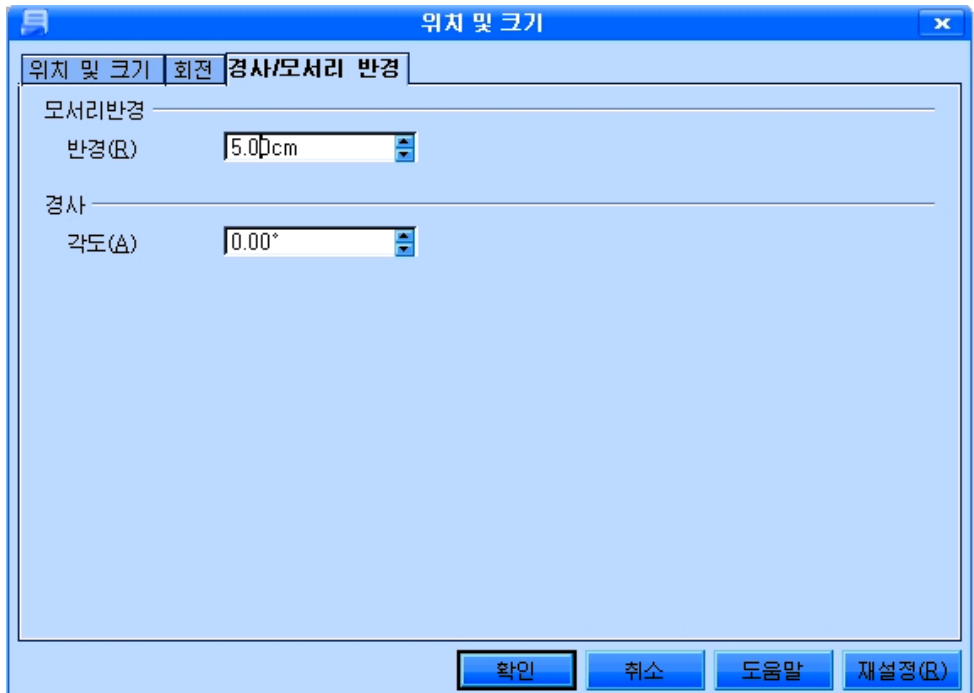 위치 및 크기
위치 및 크기 회전 경사/모서리 반경
모서리반경
반경(R) 5.00cm
경사
각도(A) 0.00°
확인 취소 도움말 재설정(R)